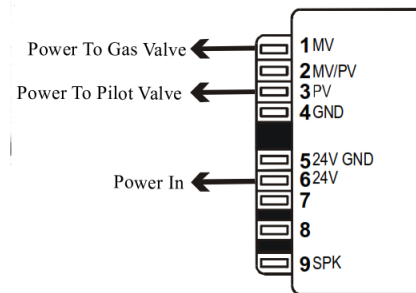 Power To Gas Valve
1 MV
2 MV/PV
Power To Pilot Valve
3 PV
4 GND
5 24V GND
Power In
6 24V
7
8
9 SPK